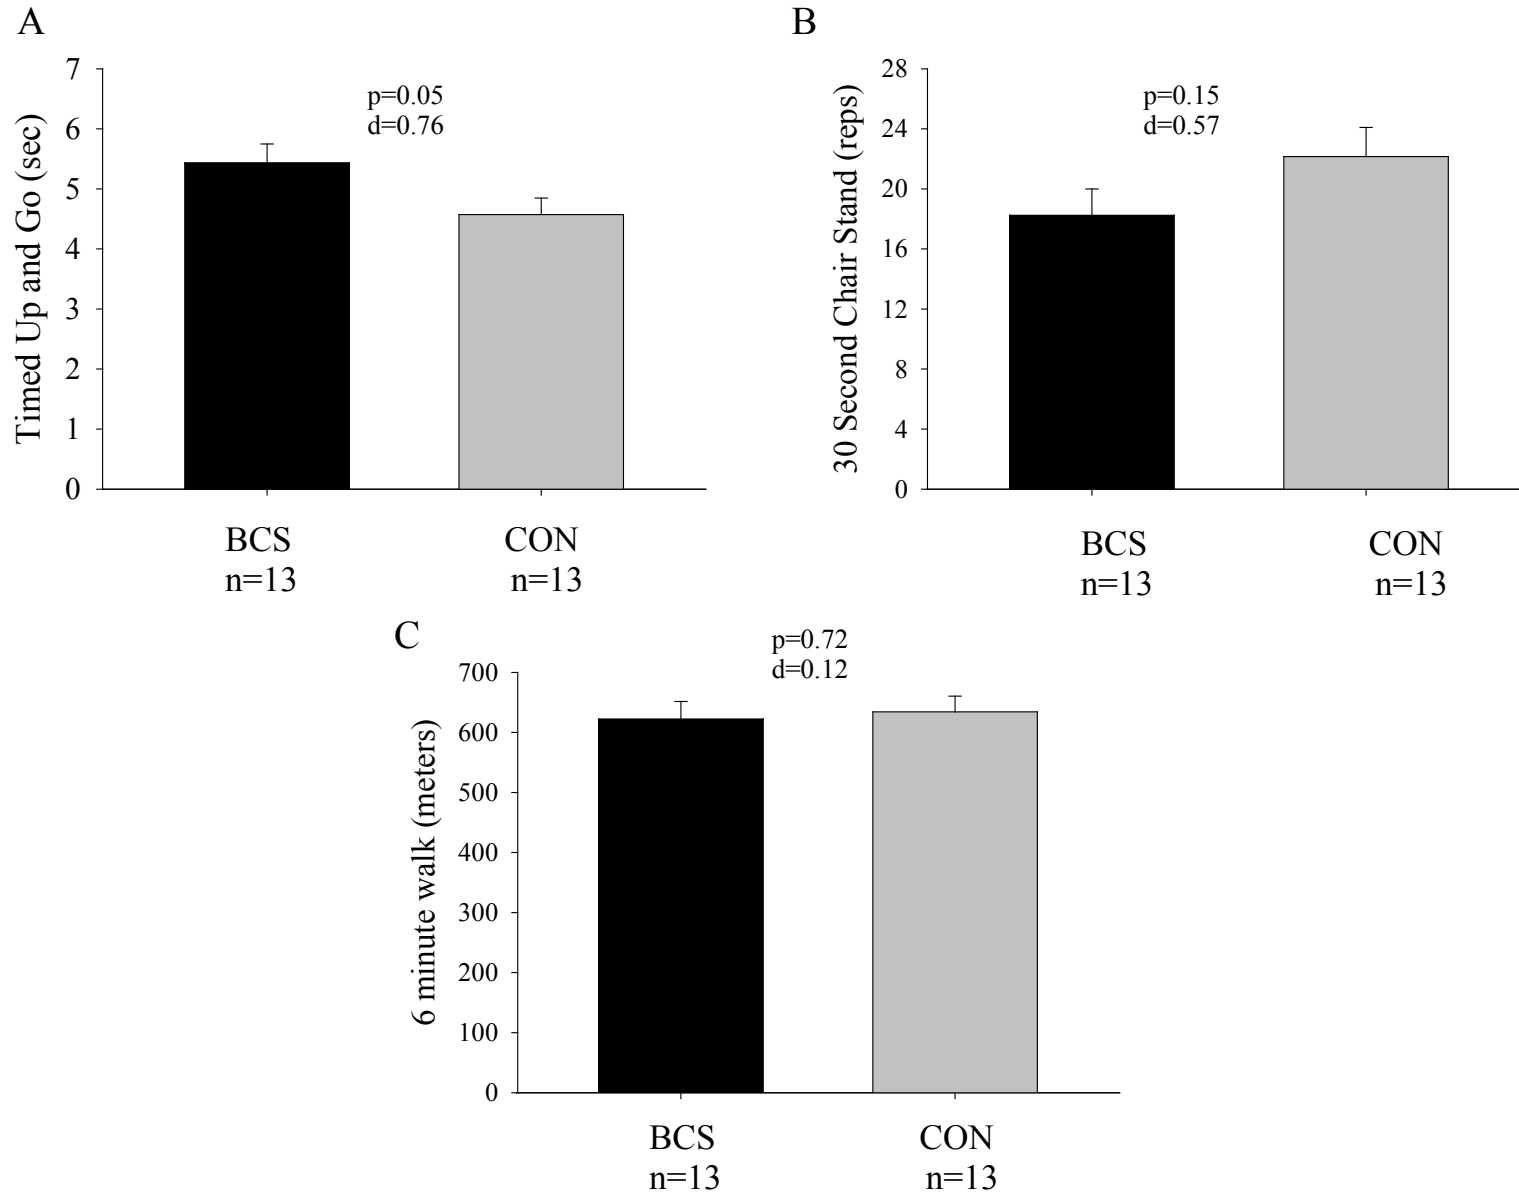 A
7
6
5
4
3
2
1
0
Timed Up and Go (sec)
p=0.05
d=0.76
BCS
n=13
CON
n=13
B
28
24
20
16
12
8
4
0
30 Second Chair Stand (reps)
p=0.15
d=0.57
BCS
n=13
CON
n=13
C
700
600
500
400
300
200
100
0
6 minute walk (meters)
p=0.72
d=0.12
BCS
n=13
CON
n=13